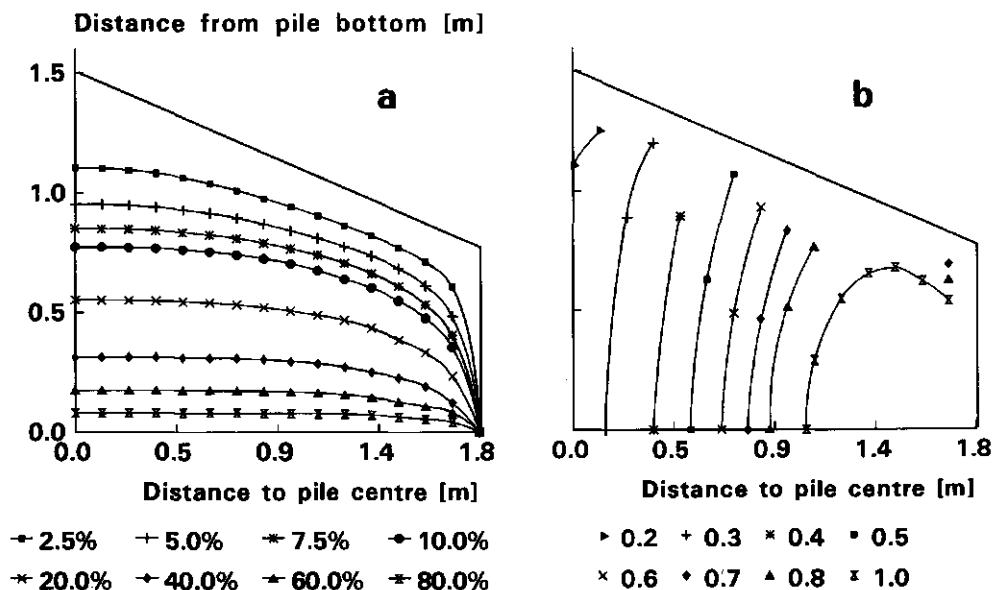 Distance from pile bottom [m]
1.5
1.0
0.5
0.0
a
b
0.0 0.5 0.9 1.4 1.8
0.0 0.5 0.9 1.4 1.8
Distance to pile centre [m]
Distance to pile centre [m]
2.5% 5.0% 7.5% 10.0%
20.0% 40.0% 60.0% 80.0%
0.2 0.3 0.4 0.5
0.6 0.7 0.8 1.0